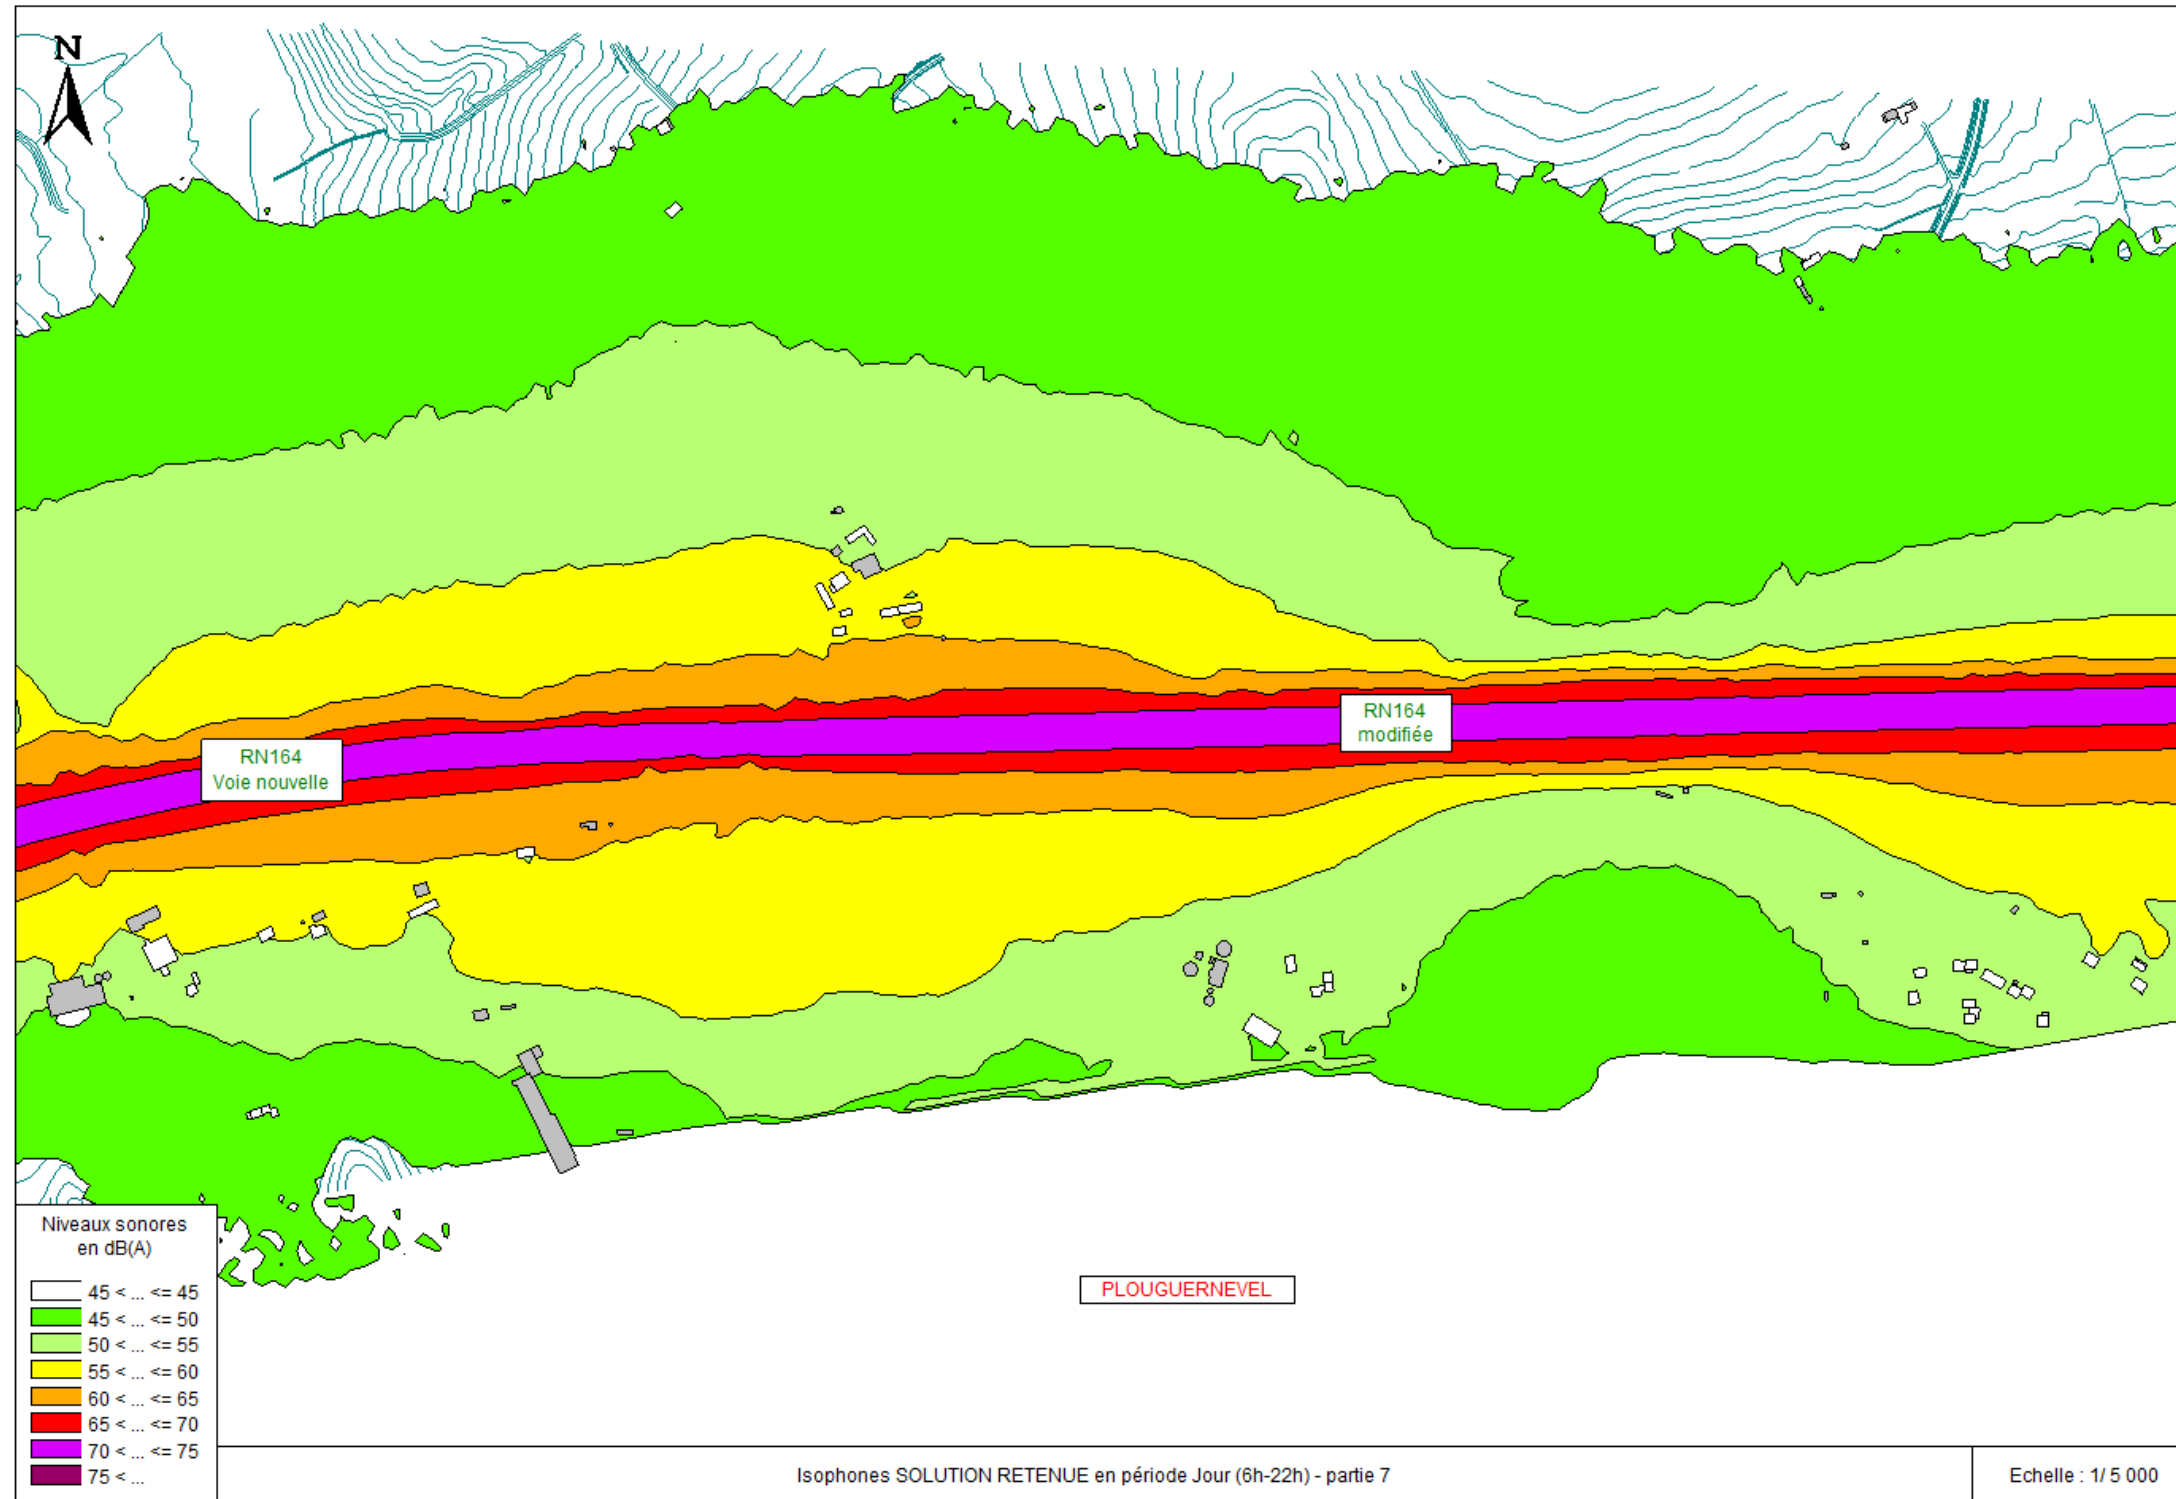 N
RN164
modifiée
RN164
Voie nouvelle
Niveaux sonores
en dB(A)
45 < ... <= 45
45 < ... <= 50
50 < ... <= 55
55 < ... <= 60
60 < ... <= 65
65 < ... <= 70
70 < ... <= 75
75 < ...
PLOUGUERNEVEL
Isophones SOLUTION RETENUE en période Jour (6h-22h) - partie 7
Echelle : 1/ 5 000